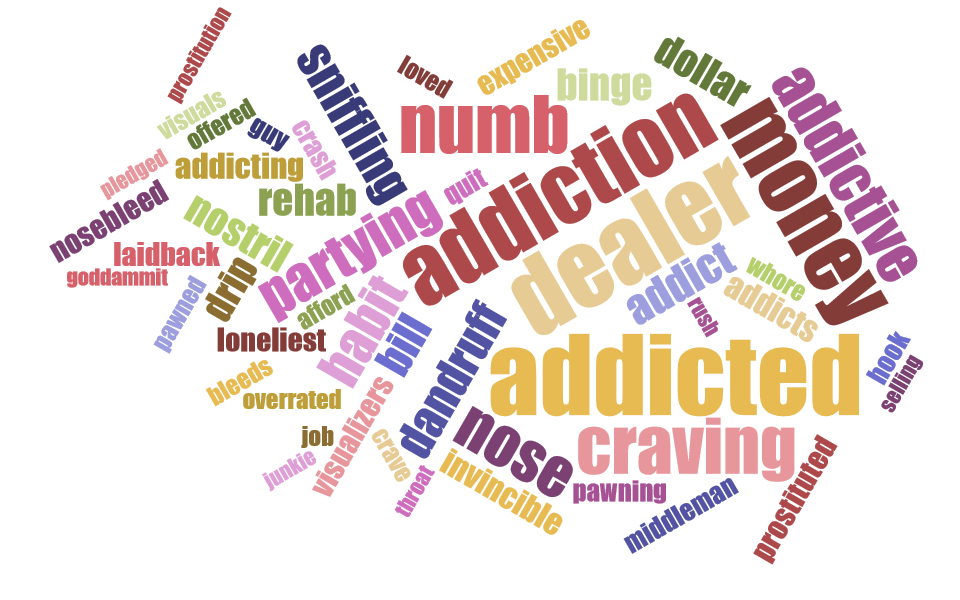 prostitution
sniffling
loved
expensive
binge
dollar
addictive
visuals
offered
guy
crash
numb
addiction
money
pledged
addicting
rehab
quit
dealer
nosebleed
nostril
partying
laidback
goddammit
drip
afford
habit
addict
whore
addicts
rush
pawned
loneliest
bill
dandruff
addicted
hook
selling
bleeds
overrated
visualizers
job
crave
nose
craving
junkie
throat
invincible
pawning
middleman
prostituted